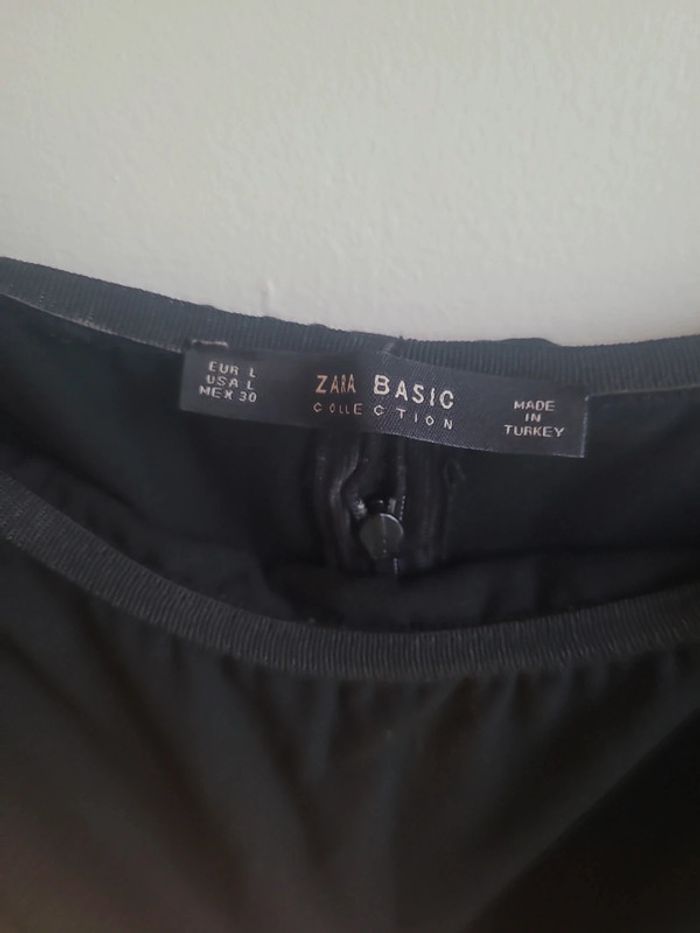 EUR L
USA L
MEX 30
ZARA BASIC
COLLECTION
MADE
IN
TURKEY